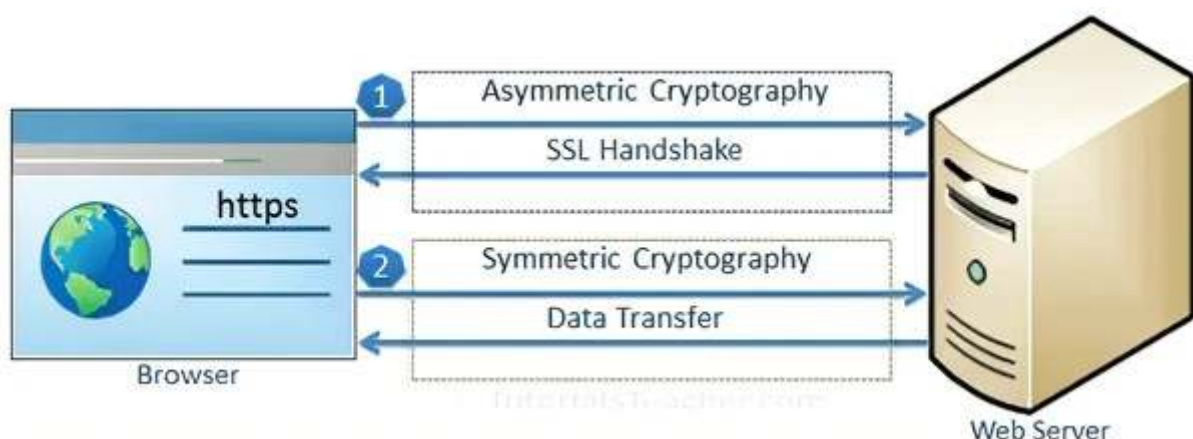 1
Asymmetric Cryptography
SSL Handshake
https
2
Symmetric Cryptography
Data Transfer
Browser
Web Server